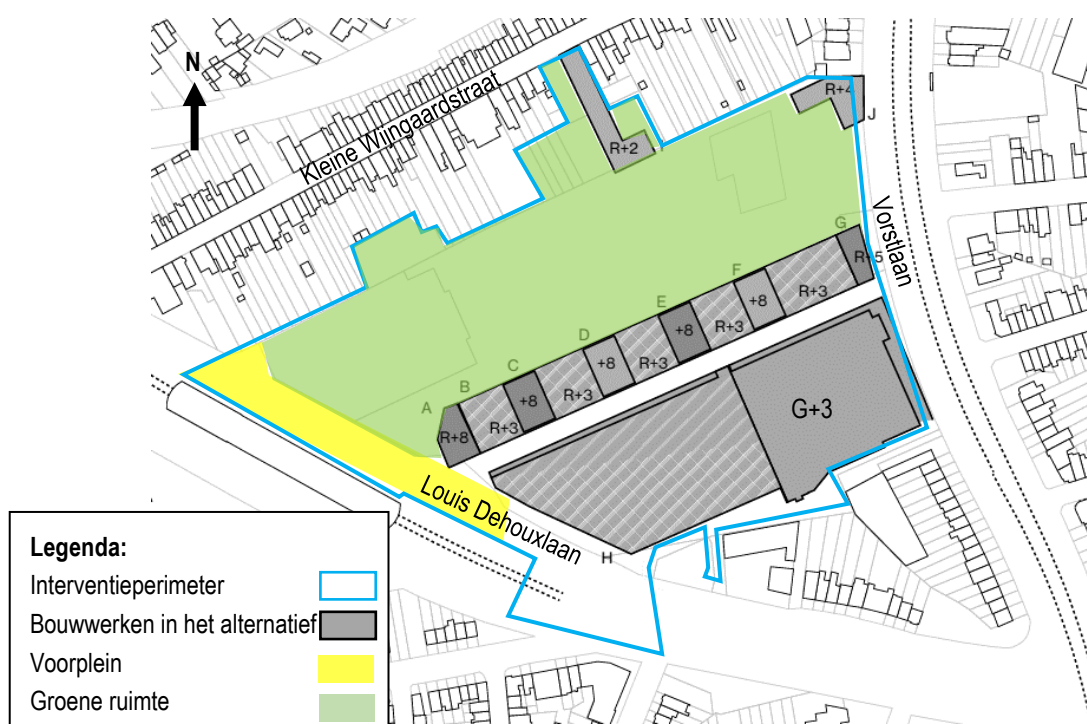 N
Kleine Wijngaardstraat
R+4
J
R+2
I
Vorstlaan
G
R+5
F
+8
R+3
E
+8
R+3
D
+8
R+3
C
+8
R+3
B
R+3
A
R+8
G+3
Louis Dehouxlaan
H
Legenda:
Interventieperimeter
Bouwwerken in het alternatief
Voorplein
Groene ruimte